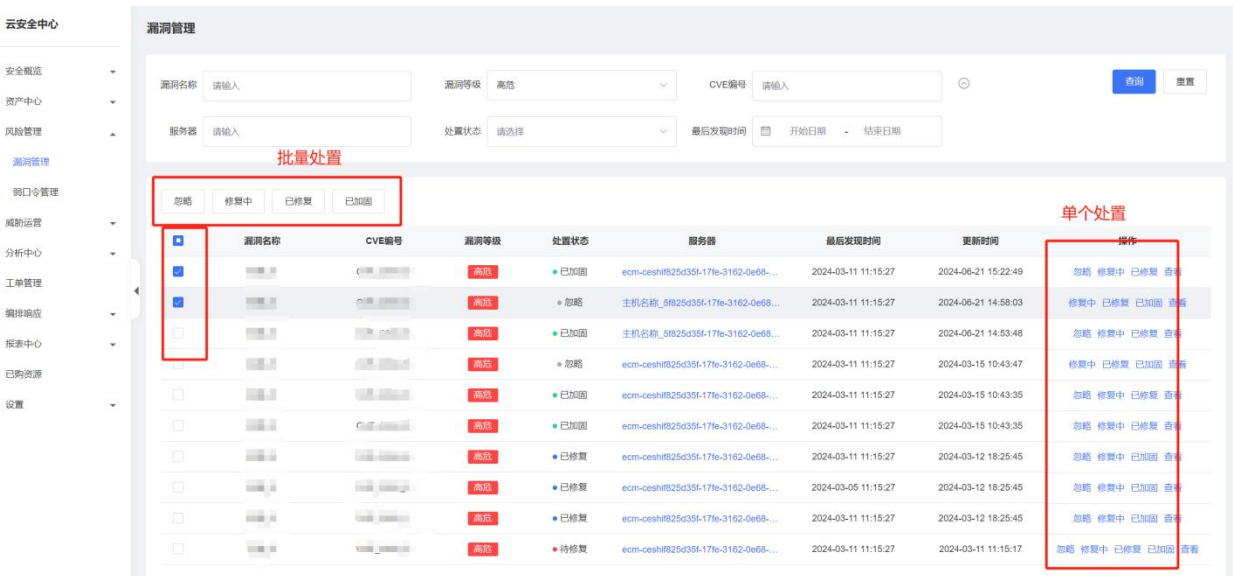 云安全中心
安全概览
资产中心
风险管理
漏洞管理
弱口令管理
威胁运营
分析中心
工单管理
编排响应
报表中心
已购资源
设置
漏洞管理
漏洞名称 请输入 漏洞等级 高危 CVE编号 请输入 查询 重置
服务器 请输入 处置状态 请选择 最后发现时间 开始日期 - 结束日期
批量处置
忽略 修复中 已修复 已加固
单个处置
漏洞名称 CVE编号 漏洞等级 处置状态 服务器 最后发现时间 更新时间 操作
高危 已加固 ecm-ceshif825d35f-17fe-3162-0e68-... 2024-03-11 11:15:27 2024-06-21 15:22:49 忽略 修复中 已修复 查看
高危 忽略 主机名称_5f825d35f-17fe-3162-0e68... 2024-03-11 11:15:27 2024-06-21 14:58:03 修复中 已修复 已加固 查看
高危 已加固 主机名称_5f825d35f-17fe-3162-0e68... 2024-03-11 11:15:27 2024-06-21 14:53:48 忽略 修复中 已修复 查看
高危 忽略 ecm-ceshif825d35f-17fe-3162-0e68-... 2024-03-11 11:15:27 2024-03-15 10:43:47 修复中 已修复 已加固 查看
高危 已加固 ecm-ceshif825d35f-17fe-3162-0e68-... 2024-03-11 11:15:27 2024-03-15 10:43:35 忽略 修复中 已修复 查看
高危 已加固 ecm-ceshif825d35f-17fe-3162-0e68-... 2024-03-11 11:15:27 2024-03-15 10:43:35 忽略 修复中 已修复 查看
高危 已修复 ecm-ceshif825d35f-17fe-3162-0e68-... 2024-03-11 11:15:27 2024-03-12 18:25:45 忽略 修复中 已加固 查看
高危 已修复 ecm-ceshif825d35f-17fe-3162-0e68-... 2024-03-05 11:15:27 2024-03-12 18:25:45 忽略 修复中 已加固 查看
高危 已修复 ecm-ceshif825d35f-17fe-3162-0e68-... 2024-03-11 11:15:27 2024-03-12 18:25:45 忽略 修复中 已加固 查看
高危 待修复 ecm-ceshif825d35f-17fe-3162-0e68-... 2024-03-11 11:15:27 2024-03-11 11:15:17 忽略 修复中 已修复 已加固 查看